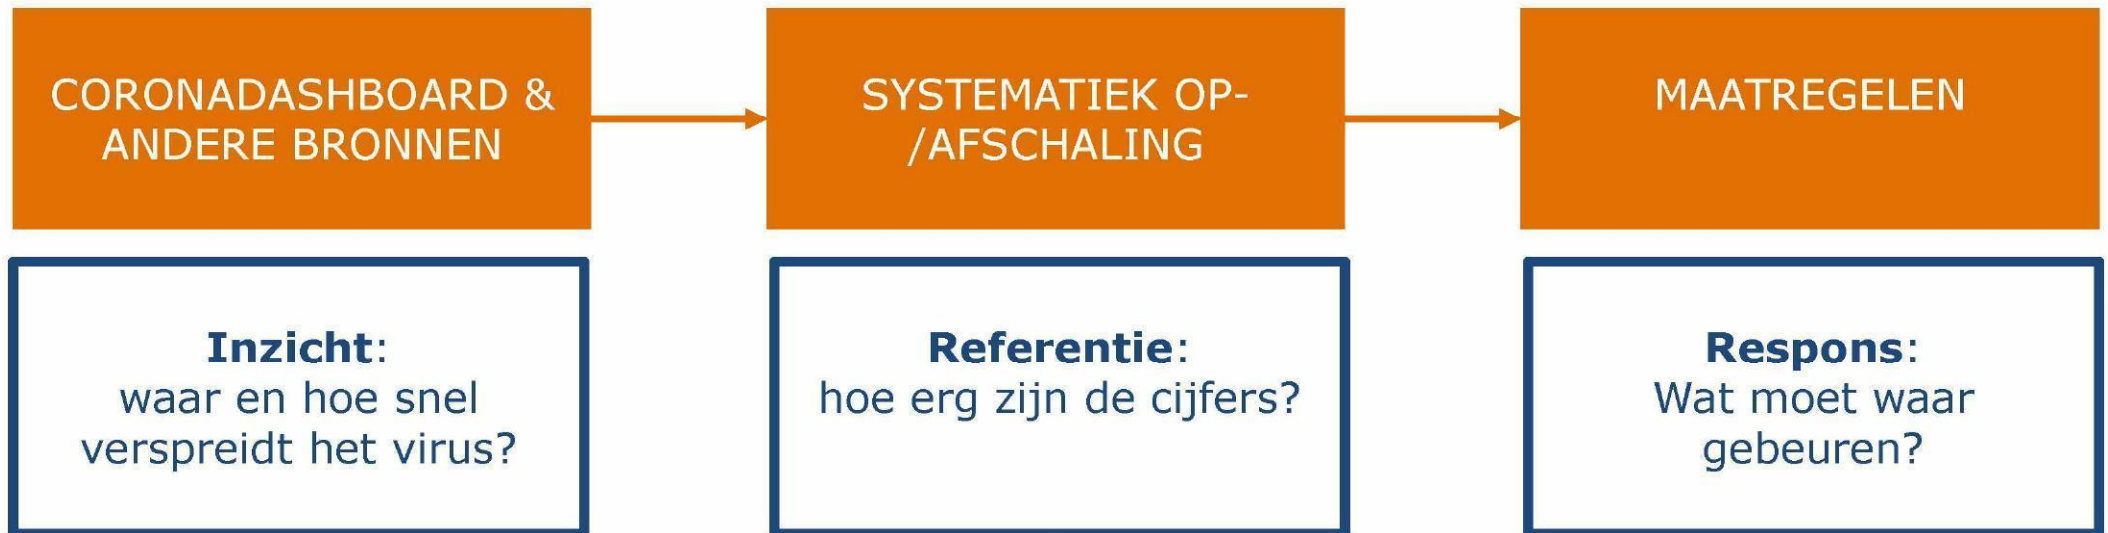 CORONADASHBOARD &
ANDERE BRONNEN
SYSTEMATIEK OP-
/AFSCHALING
MAATREGELEN
Inzicht:
waar en hoe snel
verspreidt het virus?
Referentie:
hoe erg zijn de cijfers?
Respons:
Wat moet waar
gebeuren?